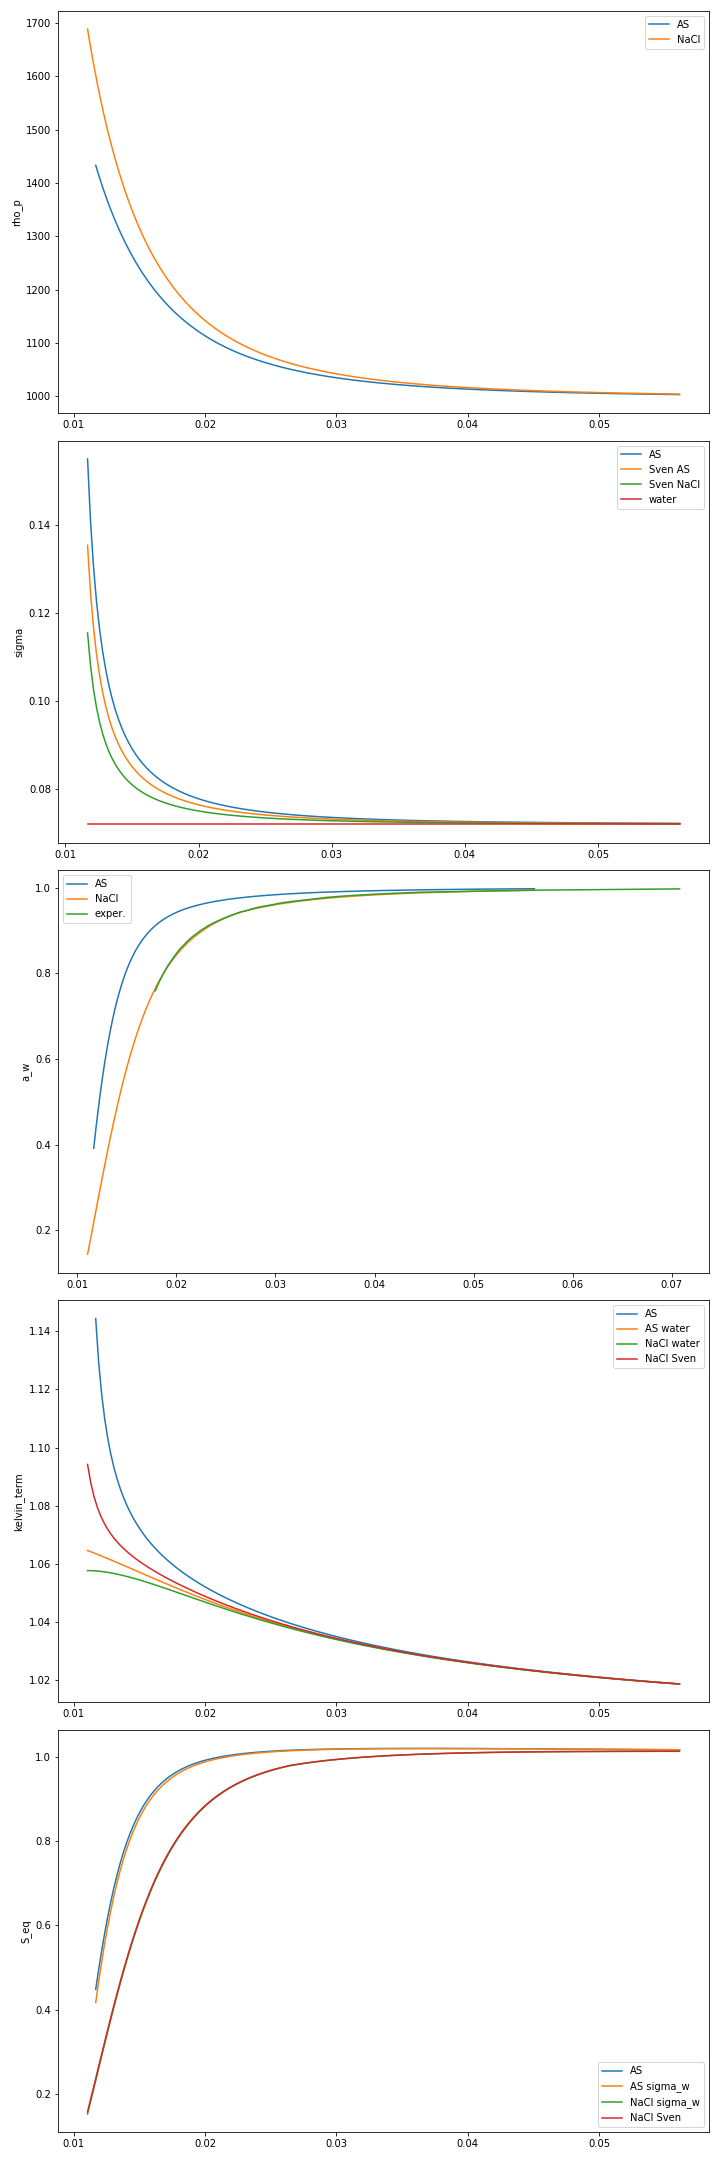 1700
1600
1500
1400
1300
1200
1100
1000
rho_p
AS
NaCl
0.01 0.02 0.03 0.04 0.05
0.14
0.12
0.10
0.08
sigma
AS
Sven AS
Sven NaCl
water
0.01 0.02 0.03 0.04 0.05
1.0
0.8
0.6
0.4
0.2
a_w
AS
NaCl
exper.
0.01 0.02 0.03 0.04 0.05 0.06 0.07
1.14
1.12
1.10
1.08
1.06
1.04
1.02
kelvin_term
AS
AS water
NaCl water
NaCl Sven
0.01 0.02 0.03 0.04 0.05
1.0
0.8
0.6
0.4
0.2
S_eq
AS
AS sigma_w
NaCl sigma_w
NaCl Sven
0.01 0.02 0.03 0.04 0.05